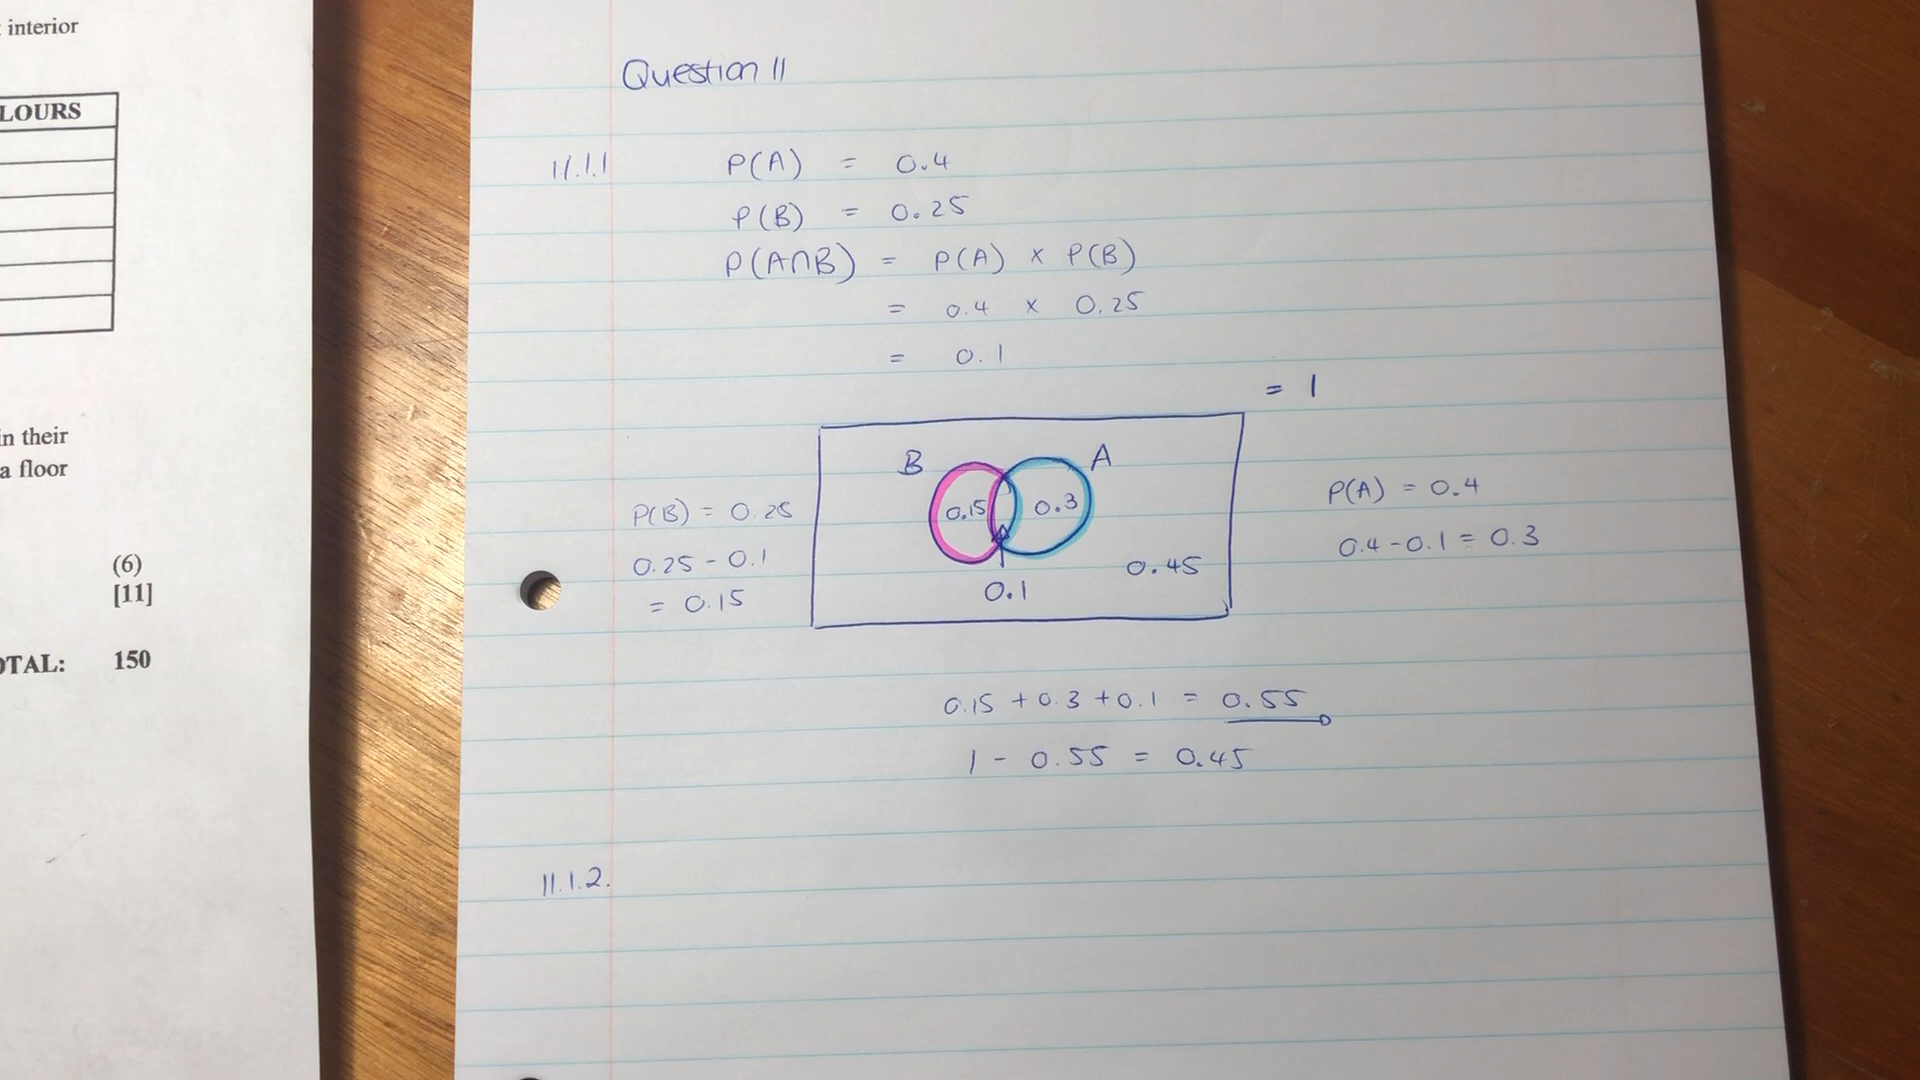 interior
LOURS
in their
a floor
(6)
[11]
OTAL: 150
Question 11
11.1.1 P(A) = 0.4
P(B) = 0.25
P(A∩B) = P(A) × P(B)
= 0.4 × 0.25
= 0.1
= 1
B A
0.15 0.3
0.45
0.1
P(B) = 0.25
0.25 - 0.1
= 0.15
P(A) = 0.4
0.4 - 0.1 = 0.3
0.15 + 0.3 + 0.1 = 0.55
1 - 0.55 = 0.45
11.1.2.